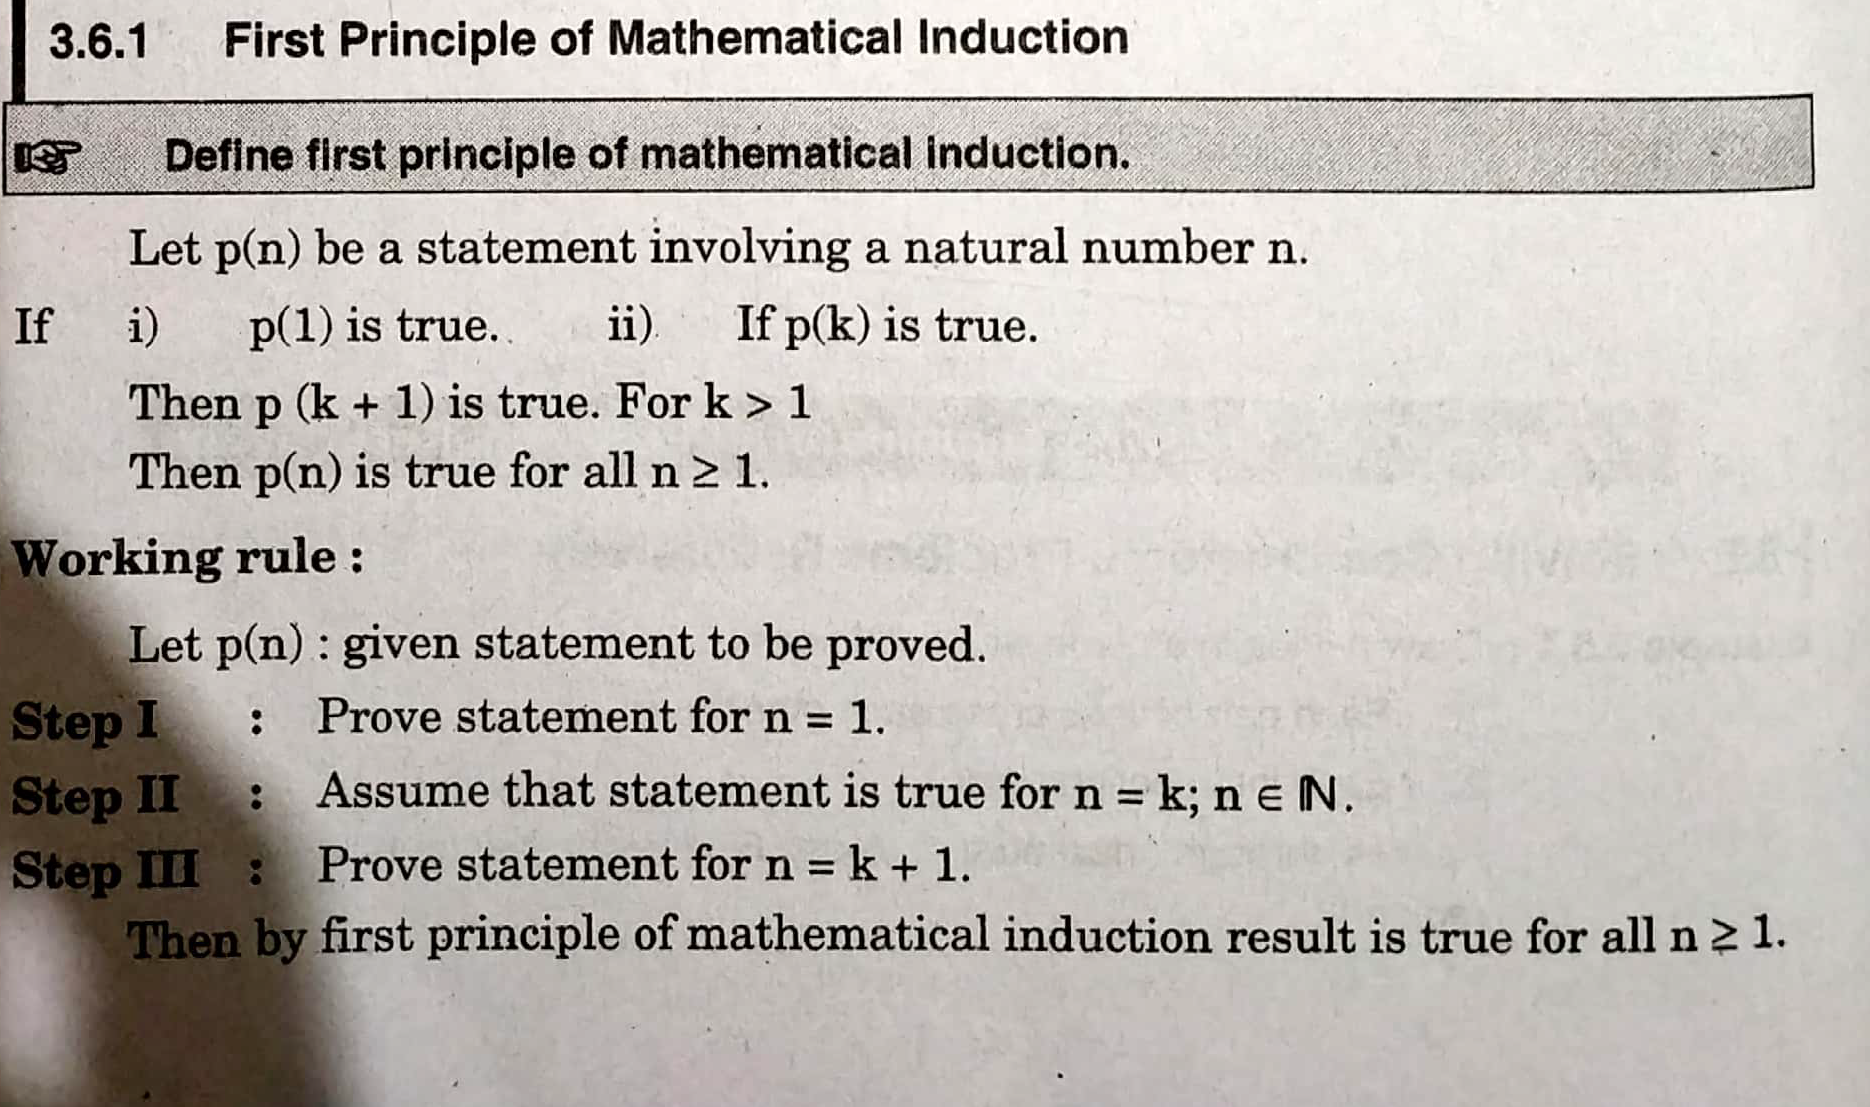 3.6.1 First Principle of Mathematical Induction
Define first principle of mathematical induction.
Let p(n) be a statement involving a natural number n.
If i) p(1) is true. ii) If p(k) is true.
Then p (k + 1) is true. For k > 1
Then p(n) is true for all n ≥ 1.
Working rule :
Let p(n) : given statement to be proved.
Step I : Prove statement for n = 1.
Step II : Assume that statement is true for n = k; n ∈ ℕ.
Step III : Prove statement for n = k + 1.
Then by first principle of mathematical induction result is true for all n ≥ 1.